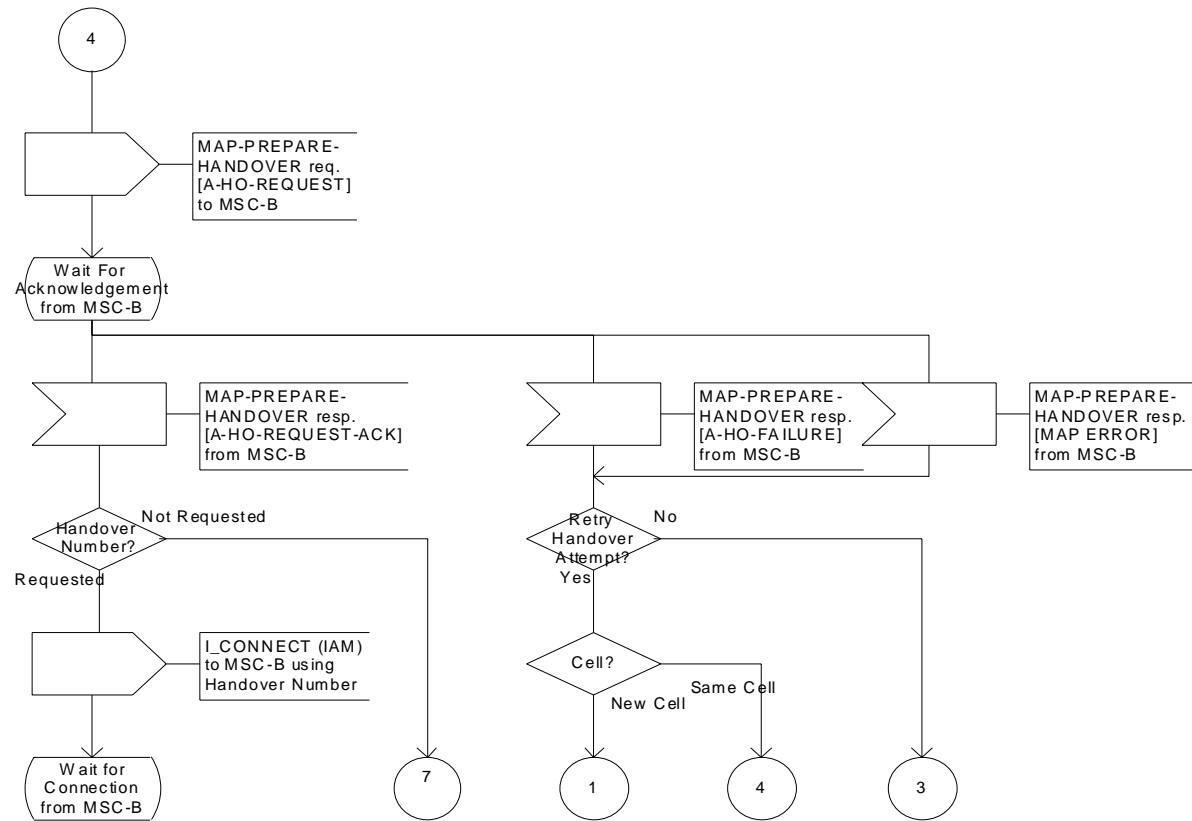 4
MAP-PREPARE-
HANDOVER req.
[A-HO-REQUEST]
to MSC-B
Wait For
Acknowledgement
from MSC-B
MAP-PREPARE-
HANDOVER resp.
[A-HO-REQUEST-ACK]
from MSC-B
MAP-PREPARE-
HANDOVER resp.
[A-HO-FAILURE]
from MSC-B
MAP-PREPARE-
HANDOVER resp.
[MAP ERROR]
from MSC-B
Handover
Number?
Not Requested
Requested
Retry
Handover
Attempt?
No
Yes
I_CONNECT (IAM)
to MSC-B using
Handover Number
Cell?
Same Cell
New Cell
Wait for
Connection
from MSC-B
7
1
4
3